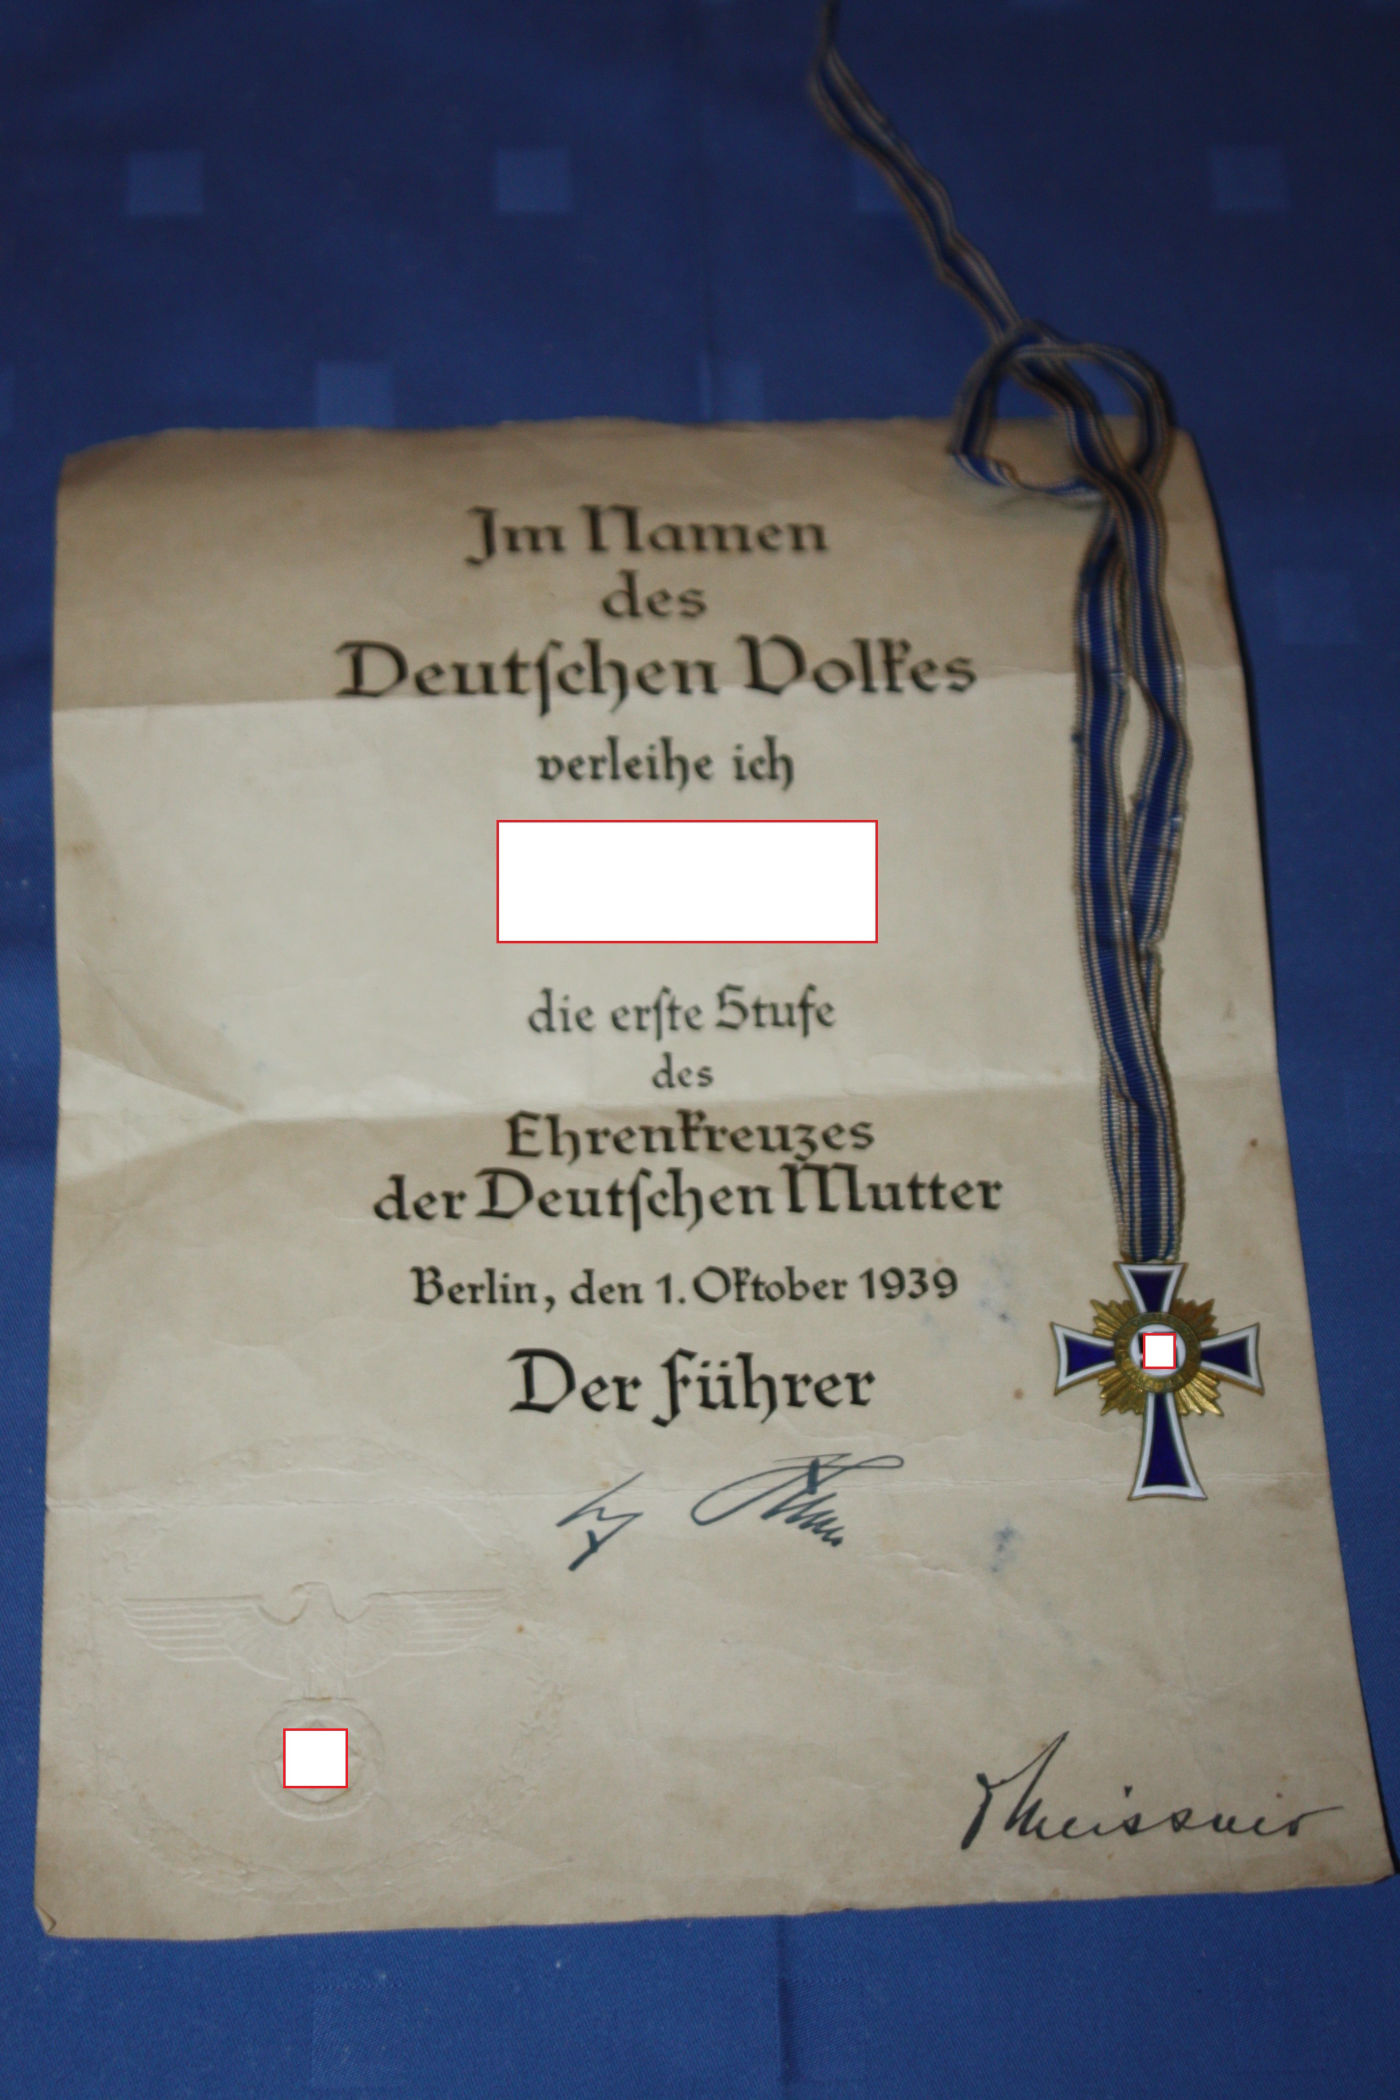 Im Namen
des
Deutschen Volkes
verleihe ich
die erste Stufe
des
Ehrenkreuzes
der Deutschen Mutter
Berlin, den 1. Oktober 1939
Der Führer
Meissner